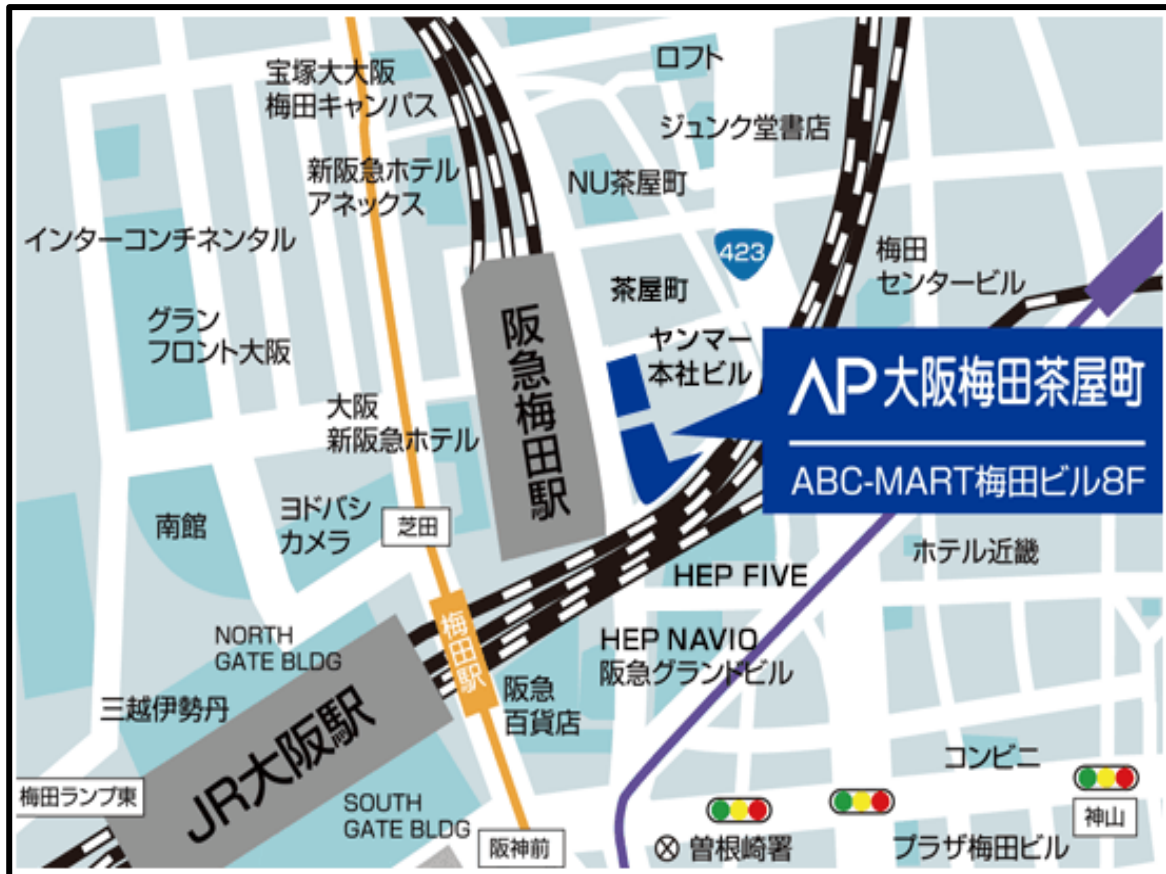 宝塚大大阪
梅田キャンパス
ロフト
ジュンク堂書店
新阪急ホテル
アネックス
NU茶屋町
インターコンチネンタル
423
梅田
センタービル
茶屋町
グラン
フロント大阪
阪急梅田駅
ヤンマー
本社ビル
AP大阪梅田茶屋町
ABC-MART梅田ビル8F
大阪
新阪急ホテル
南館
ヨドバシ
カメラ
芝田
ホテル近畿
HEP FIVE
梅田駅
NORTH
GATE BLDG
HEP NAVIO
阪急グランドビル
三越伊勢丹
阪急
百貨店
JR大阪駅
コンビニ
梅田ランプ東
SOUTH
GATE BLDG
神山
阪神前
曽根崎署
プラザ梅田ビル